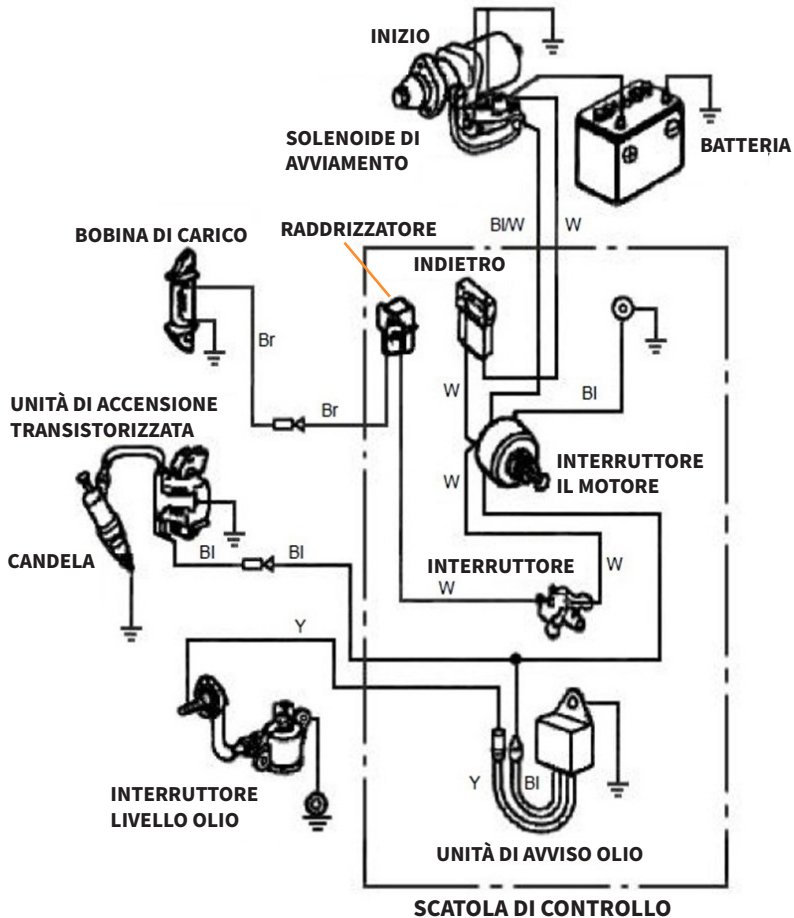 INIZIO
SOLENOIDE DI
AVVIAMENTO
BATTERIA
BOBINA DI CARICO
RADDRIZZATORE
Bl/W
W
INDIETRO
Br
Br
W
Bl
UNITÀ DI ACCENSIONE
TRANSISTORIZZATA
INTERRUTTORE
IL MOTORE
W
CANDELA
Bl
Bl
INTERRUTTORE
W
W
Y
INTERRUTTORE
LIVELLO OLIO
Y
Bl
UNITÀ DI AVVISO OLIO
SCATOLA DI CONTROLLO